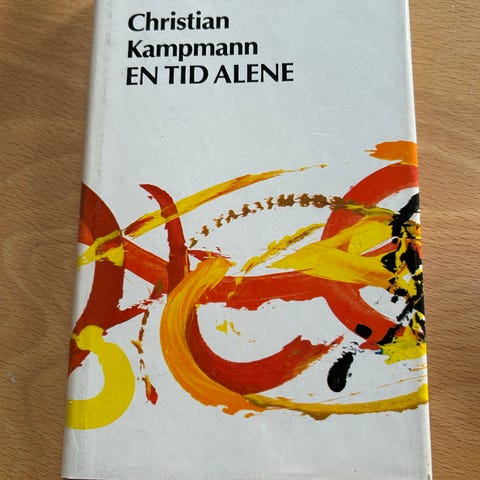 Christian
Kampmann
EN TID ALENE